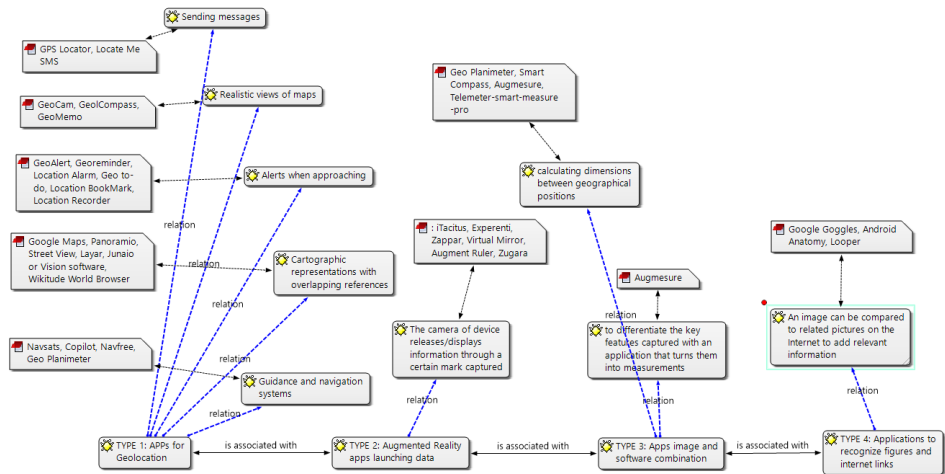 Sending messages
GPS Locator, Locate Me
SMS
Realistic views of maps
GeoCam, GeolCompass,
GeoMemo
GeoAlert, Georeminder,
Location Alarm, Geo to-
do, Location BookMark,
Location Recorder
Alerts when approaching
relation
Google Maps, Panoramio,
Street View, Layar, Junaio
or Vision software,
Wikitude World Browser
Cartographic
representations with
overlapping references
relation
relation
Navsats, Copilot, Navfree,
Geo Planimeter
relation
Guidance and navigation
systems
relation
Geo Planimeter, Smart
Compass, Augmesure,
Telemeter-smart-measure
-pro
calculating dimensions
between geographical
positions
: iTacitus, Experenti,
Zappar, Virtual Mirror,
Augment Ruler, Zugara
The camera of device
releases/displays
information through a
certain mark captured
relation
Augmesure
relation
to differentiate the key
features captured with an
application that turns them
into measurements
relation
Google Goggles, Android
Anatomy, Looper
An image can be compared
to related pictures on the
Internet to add relevant
information
relation
TYPE 1: APPs for
Geolocation
is associated with
TYPE 2: Augmented Reality
apps launching data
is associated with
TYPE 3: Apps image and
software combination
is associated with
TYPE 4: Applications to
recognize figures and
internet links